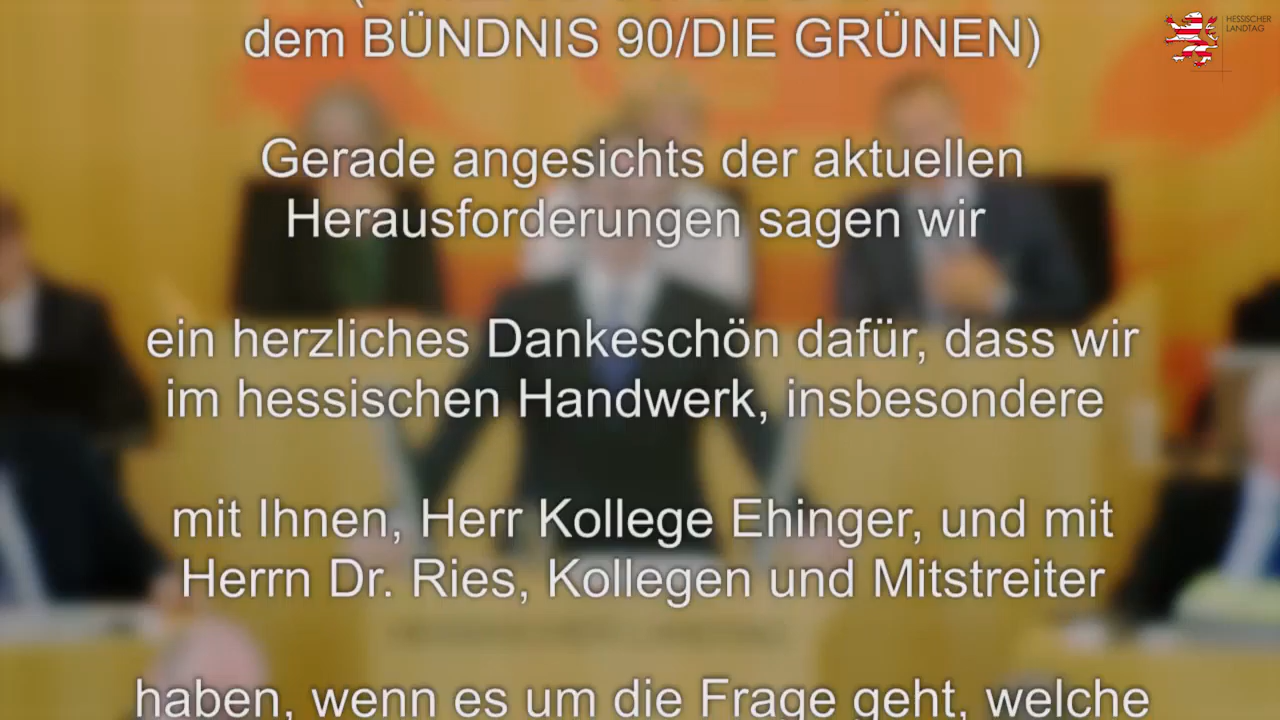 HESSISCHER
LANDTAG
dem BÜNDNIS 90/DIE GRÜNEN)
Gerade angesichts der aktuellen
Herausforderungen sagen wir
ein herzliches Dankeschön dafür, dass wir
im hessischen Handwerk, insbesondere
mit Ihnen, Herr Kollege Ehinger, und mit
Herrn Dr. Ries, Kollegen und Mitstreiter
haben, wenn es um die Frage geht, welche